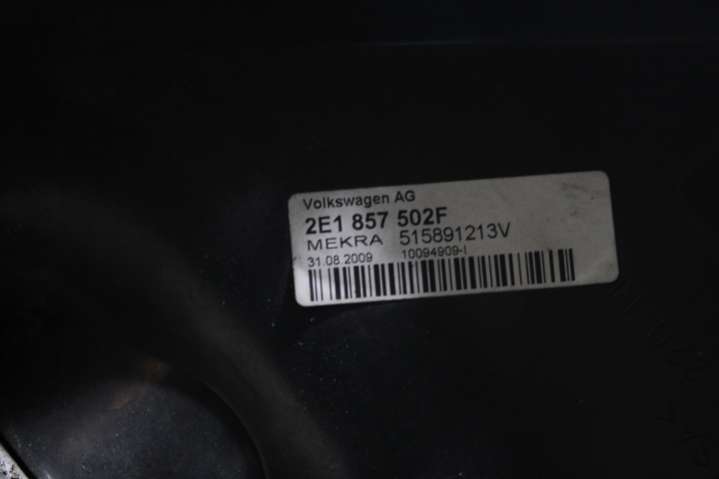 Volkswagen AG
2E1 857 502F
MEKRA 515891213V
31.08.2009 10094909-I